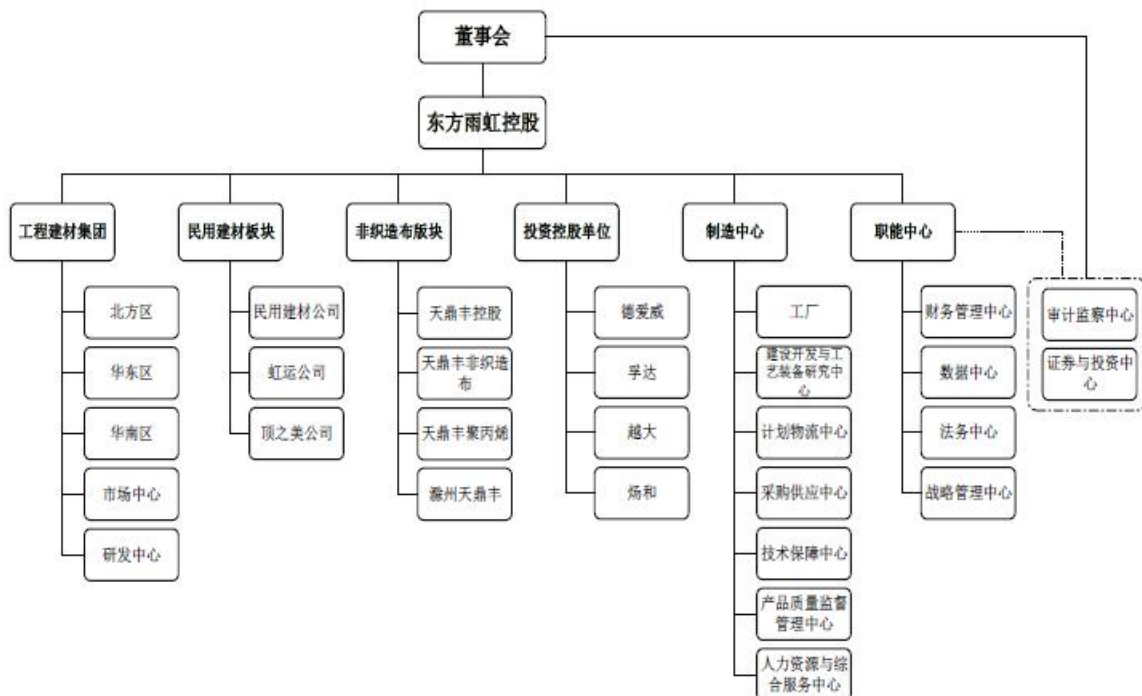 董事会
东方雨虹控股
工程建材集团
民用建材板块
非织造布版块
投资控股单位
制造中心
职能中心
北方区
华东区
华南区
市场中心
研发中心
民用建材公司
虹运公司
顶之美公司
天鼎丰控股
天鼎丰非织造
布
天鼎丰聚丙烯
滁州天鼎丰
德爱威
孚达
越大
炀和
工厂
建设开发与工
艺装备研究中
心
计划物流中心
采购供应中心
技术保障中心
产品质量监督
管理中心
人力资源与综
合服务中心
财务管理中心
数据中心
法务中心
战略管理中心
审计监察中心
证券与投资中
心